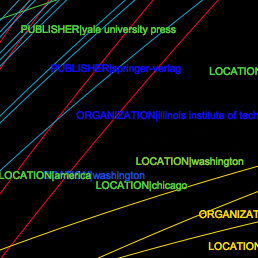 PUBLISHER|yale university press
PUBLISHER|springer-verlag
LOCATION
ORGANIZATION|illinois institute of tech
LOCATION|washington
LOCATION|america
washington
LOCATION|chicago
ORGANIZAT
LOCATION